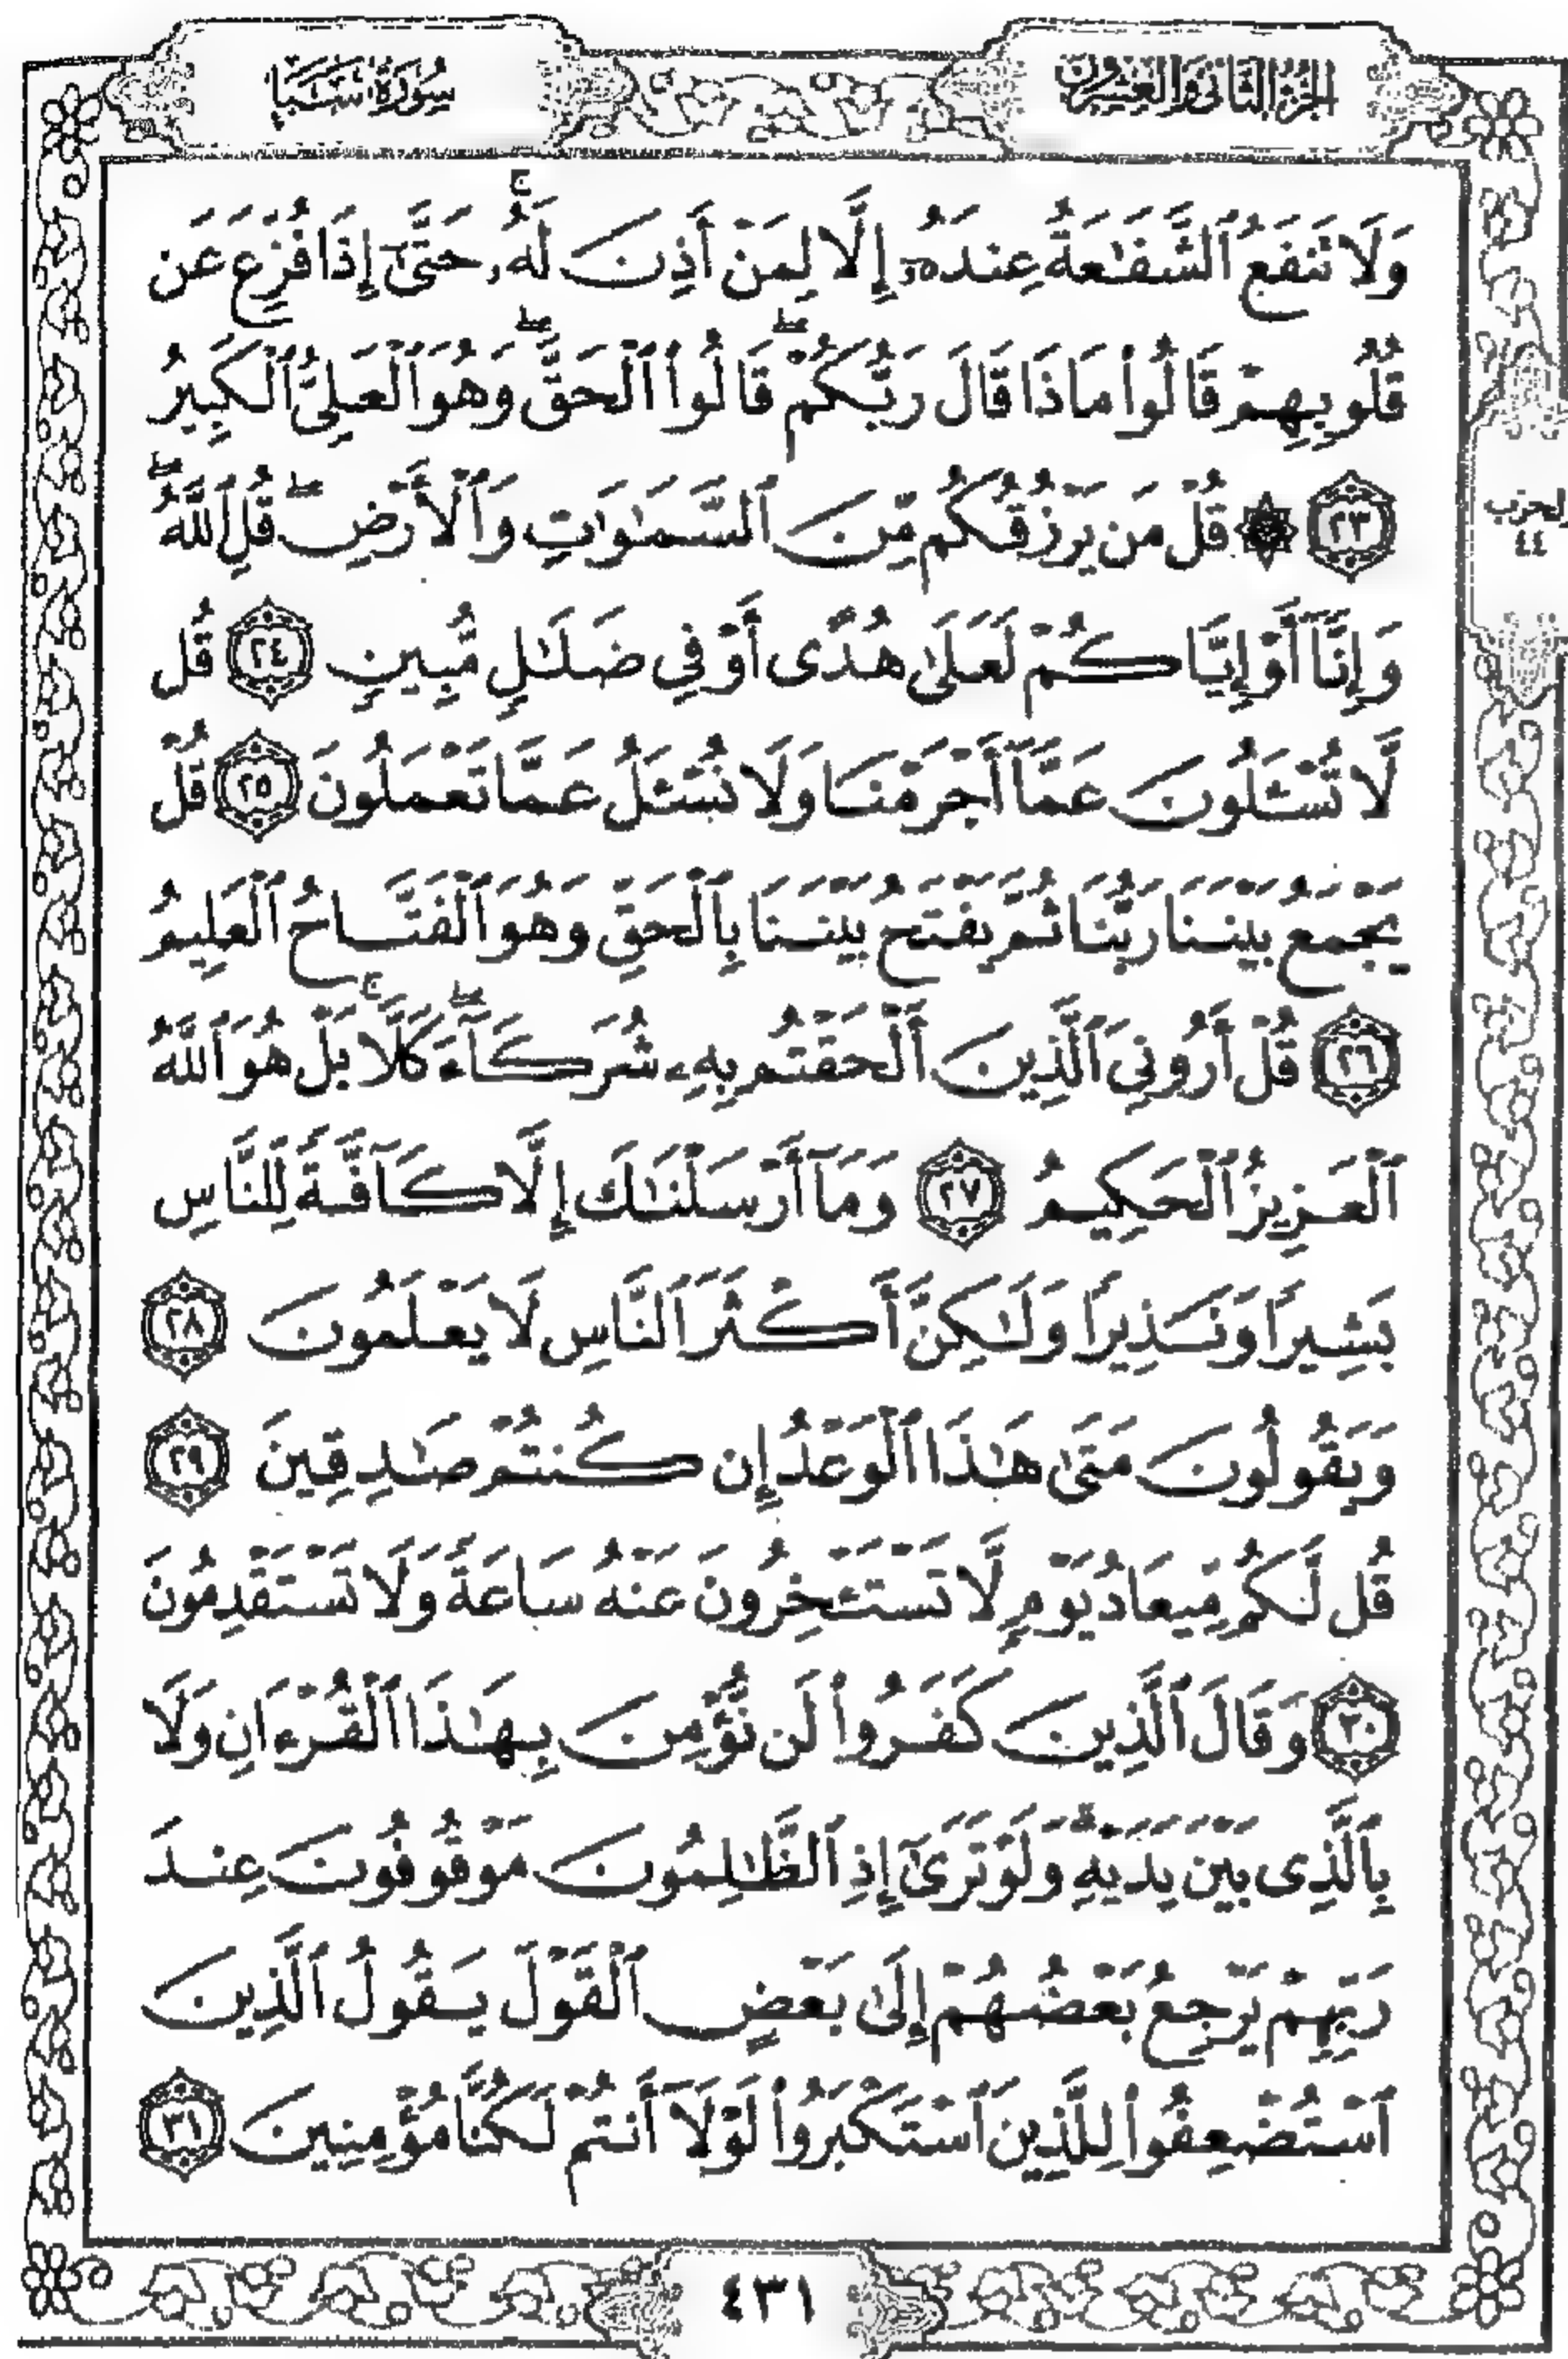 الجزء الثاني والعشرون
سُورَةُ سَبَإٍ
وَلَا تَنفَعُ ٱلشَّفَٰعَةُ عِندَهُۥٓ إِلَّا لِمَنْ أَذِنَ لَهُۥۚ حَتَّىٰٓ إِذَا فُزِّعَ عَن
قُلُوبِهِمْ قَالُوا۟ مَاذَا قَالَ رَبُّكُمْۖ قَالُوا۟ ٱلْحَقَّۖ وَهُوَ ٱلْعَلِىُّ ٱلْكَبِيرُ
٢٣ ۞ قُلْ مَن يَرْزُقُكُم مِّنَ ٱلسَّمَٰوَٰتِ وَٱلْأَرْضِۖ قُلِ ٱللَّهُۖ
وَإِنَّآ أَوْ إِيَّاكُمْ لَعَلَىٰ هُدًى أَوْ فِى ضَلَٰلٍ مُّبِينٍ ٢٤ قُل
لَّا تُسْـَٔلُونَ عَمَّآ أَجْرَمْنَا وَلَا نُسْـَٔلُ عَمَّا تَعْمَلُونَ ٢٥ قُلْ
يَجْمَعُ بَيْنَنَا رَبُّنَا ثُمَّ يَفْتَحُ بَيْنَنَا بِٱلْحَقِّ وَهُوَ ٱلْفَتَّاحُ ٱلْعَلِيمُ
٢٦ قُلْ أَرُونِىَ ٱلَّذِينَ أَلْحَقْتُم بِهِۦ شُرَكَآءَۖ كَلَّاۚ بَلْ هُوَ ٱللَّهُ
ٱلْعَزِيزُ ٱلْحَكِيمُ ٢٧ وَمَآ أَرْسَلْنَٰكَ إِلَّا كَآفَّةً لِّلنَّاسِ
بَشِيرًا وَنَذِيرًا وَلَٰكِنَّ أَكْثَرَ ٱلنَّاسِ لَا يَعْلَمُونَ ٢٨
وَيَقُولُونَ مَتَىٰ هَٰذَا ٱلْوَعْدُ إِن كُنتُمْ صَٰدِقِينَ ٢٩
قُل لَّكُم مِّيعَادُ يَوْمٍ لَّا تَسْتَـْٔخِرُونَ عَنْهُ سَاعَةً وَلَا تَسْتَقْدِمُونَ
٣٠ وَقَالَ ٱلَّذِينَ كَفَرُوا۟ لَن نُّؤْمِنَ بِهَٰذَا ٱلْقُرْءَانِ وَلَا
بِٱلَّذِى بَيْنَ يَدَيْهِۗ وَلَوْ تَرَىٰٓ إِذِ ٱلظَّٰلِمُونَ مَوْقُوفُونَ عِندَ
رَبِّهِمْ يَرْجِعُ بَعْضُهُمْ إِلَىٰ بَعْضٍ ٱلْقَوْلَ يَقُولُ ٱلَّذِينَ
ٱسْتُضْعِفُوا۟ لِلَّذِينَ ٱسْتَكْبَرُوا۟ لَوْلَآ أَنتُمْ لَكُنَّا مُؤْمِنِينَ ٣١
الحزب
٤٤
٤٣١